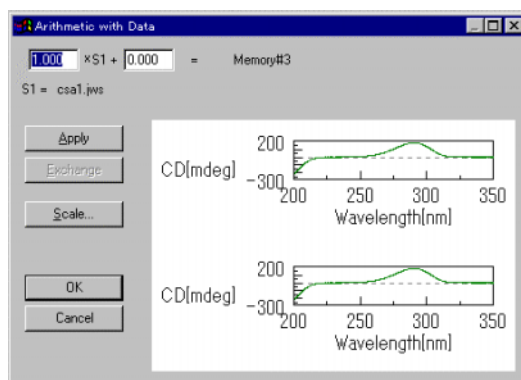 Arithmetic with Data
1.000 ×S1 + 0.000 = Memory#3
S1 = csa1.jws
Apply
Exchange
Scale...
OK
Cancel
200
CD[mdeg]
-300
200 250 300 350
Wavelength[nm]
200
CD[mdeg]
-300
200 250 300 350
Wavelength[nm]